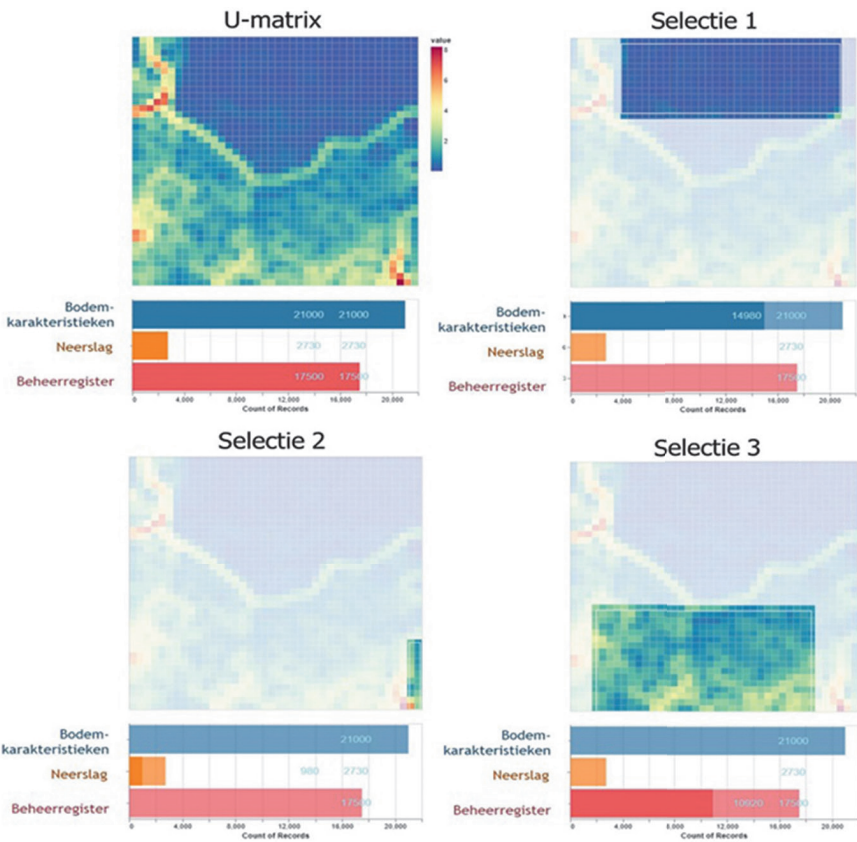 U-matrix
value
8
6
4
2
Bodem-
karakteristieken
21000 21000
Neerslag
2730 2730
Beheerregister
17500 17500
0 4,000 8,000 12,000 16,000 20,000
Count of Records
Selectie 1
Bodem-
karakteristieken
14980 21000
Neerslag
2730
Beheerregister
17500
0 4,000 8,000 12,000 16,000 20,000
Count of Records
Selectie 2
Bodem-
karakteristieken
21000
Neerslag
980 2730
Beheerregister
17500
0 4,000 8,000 12,000 16,000 20,000
Count of Records
Selectie 3
Bodem-
karakteristieken
21000
Neerslag
2730
Beheerregister
10920 17500
0 4,000 8,000 12,000 16,000 20,000
Count of Records